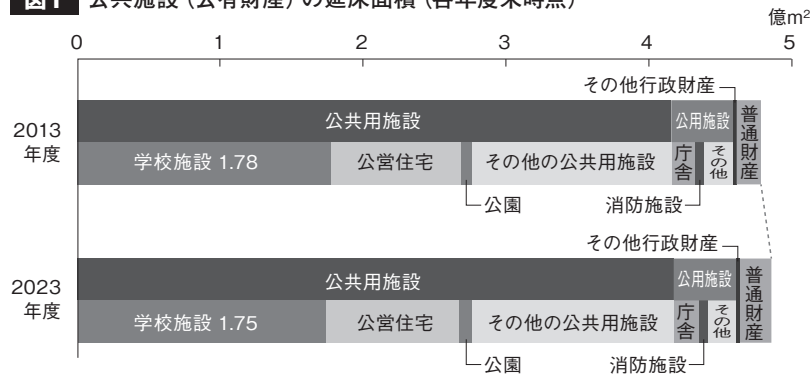 図1 公共施設（公有財産）の延床面積（各年度末時点）
億m²
0 1 2 3 4 5
その他行政財産
2013
年度
公共用施設 公用施設 普通財産
学校施設 1.78 公営住宅 その他の公共用施設 庁舎 その他
公園 消防施設
その他行政財産
2023
年度
公共用施設 公用施設 普通財産
学校施設 1.75 公営住宅 その他の公共用施設 庁舎 その他
公園 消防施設